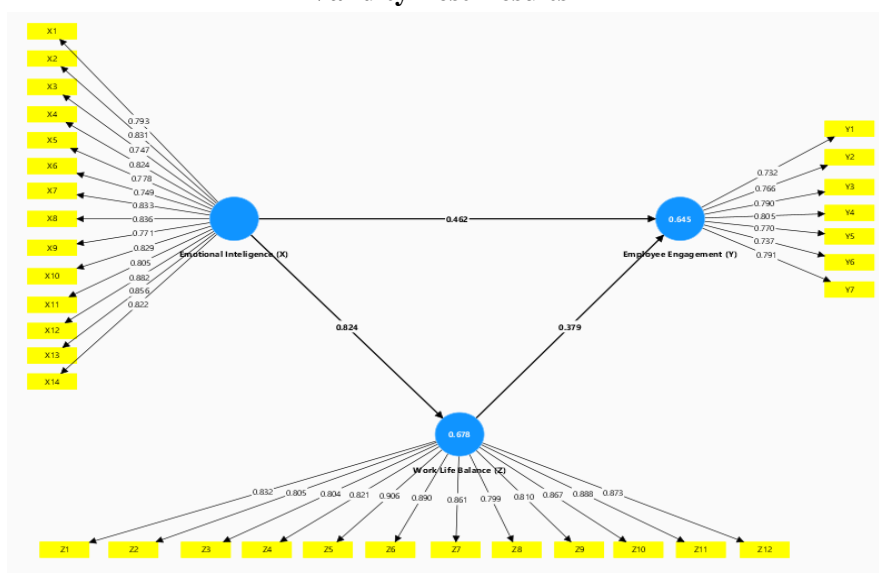 X1
X2
X3
X4
X5
X6
X7
X8
X9
X10
X11
X12
X13
X14
0.793
0.831
0.747
0.824
0.778
0.749
0.833
0.836
0.771
0.829
0.805
0.882
0.856
0.822
Emotional Inteligence (X)
0.462
0.824
0.379
0.645
Employee Engagement (Y)
0.732
0.766
0.790
0.805
0.770
0.737
0.791
Y1
Y2
Y3
Y4
Y5
Y6
Y7
0.678
Work Life Balance (Z)
0.832 0.805 0.804 0.821 0.906 0.890 0.861 0.799 0.810 0.867 0.888 0.873
Z1 Z2 Z3 Z4 Z5 Z6 Z7 Z8 Z9 Z10 Z11 Z12